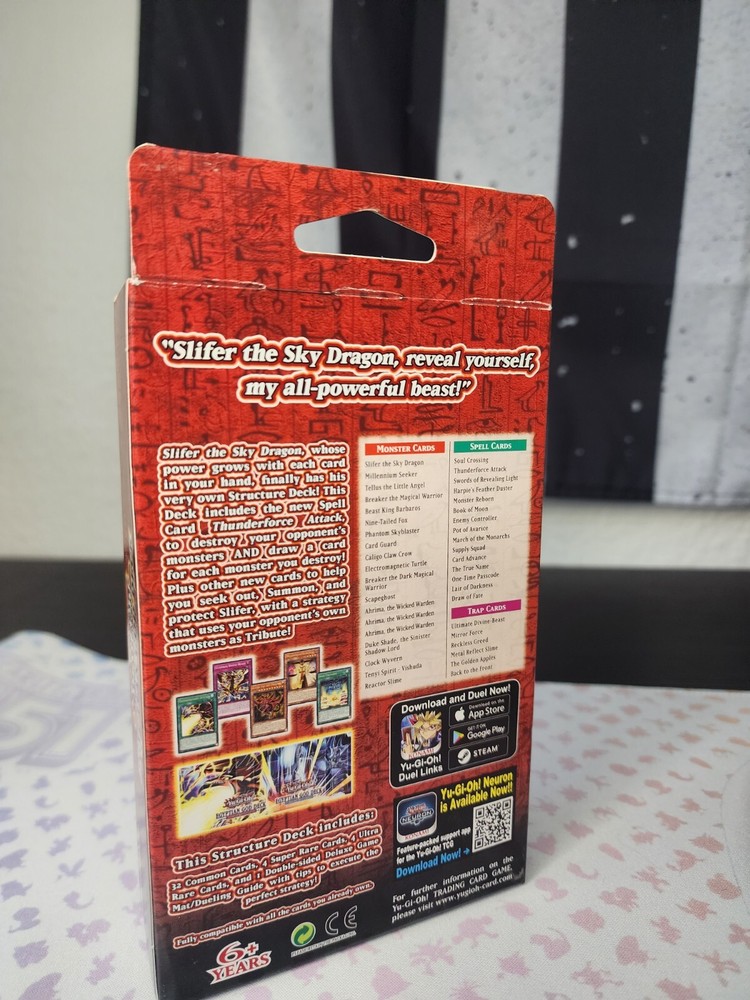 "Slifer the Sky Dragon, reveal yourself,
my all-powerful beast!"
Slifer the Sky Dragon, whose
power grows with each card
in your hand, finally has his
very own Structure Deck! This
Deck includes the new Spell
Card Thunderforce Attack,
to destroy your opponent's
monsters AND draw a card
for each monster you destroy!
Plus other new cards to help
you seek out, Summon, and
protect Slifer, with a strategy
that uses your opponent's own
monsters as Tribute!
MONSTER CARDS
Slifer the Sky Dragon
Millennium Seeker
Tellus the Little Angel
Breaker the Magical Warrior
Beast King Barbaros
Nine-Tailed Fox
Phantom Skyblaster
Card Guard
Caligo Claw Crow
Electromagnetic Turtle
Breaker the Dark Magical
Warrior
Scapeghost
Ahrima, the Wicked Warden
Ahrima, the Wicked Warden
Ahrima, the Wicked Warden
Duke Shade, the Sinister
Shadow Lord
Clock Wyvern
Tenyi Spirit - Vishuda
Reactor Slime
SPELL CARDS
Soul Crossing
Thunderforce Attack
Swords of Revealing Light
Harpie's Feather Duster
Monster Reborn
Book of Moon
Enemy Controller
Pot of Avarice
March of the Monarchs
Supply Squad
Card Advance
The True Name
One-Time Passcode
Lair of Darkness
Draw of Fate
TRAP CARDS
Ultimate Divine-Beast
Mirror Force
Reckless Greed
Metal Reflect Slime
The Golden Apples
Back to the Front
Download and Duel Now!
KONAMI
Yu-Gi-Oh!
Duel Links
Download on the
App Store
GET IT ON
Google Play
STEAM
Yu-Gi-Oh! Neuron
is Available Now!!
NEURON
KONAMI
Feature-packed support app
for the Yu-Gi-Oh! TCG
Download Now!
This Structure Deck includes:
32 Common Cards, 4 Super Rare Cards, 4 Ultra
Rare Cards, and 1 Double-sided Deluxe Game
Mat/Dueling Guide with tips to execute the
perfect strategy!
Fully compatible with all the cards you already own.
For further information on the
Yu-Gi-Oh! TRADING CARD GAME,
please visit www.yugioh-card.com
6+
YEARS
CE